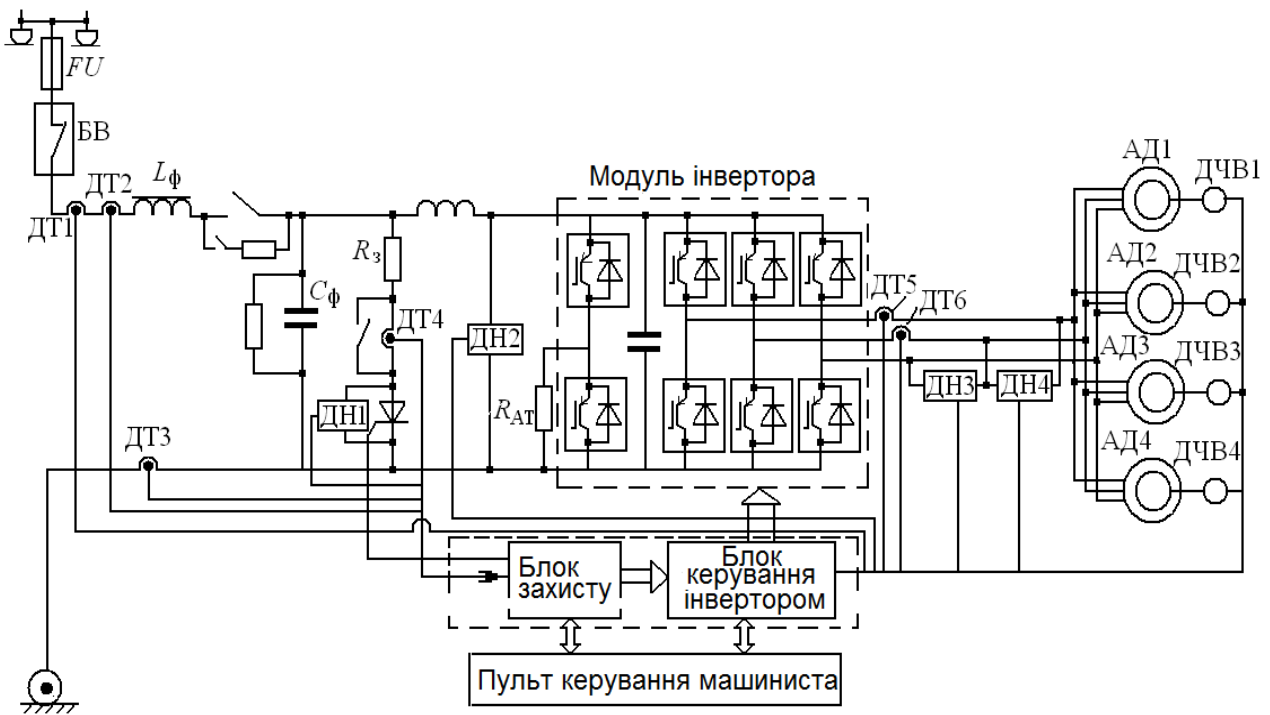 FU
БВ
Lф
ДТ2
ДТ1
Rз
Cф
ДТ4
ДН1
ДН2
RАТ
ДТ3
Модуль інвертора
ДТ5
ДТ6
ДН3
ДН4
АД1
ДЧВ1
АД2
ДЧВ2
АД3
ДЧВ3
АД4
ДЧВ4
Блок
захисту
Блок
керування
інвертором
Пульт керування машиниста